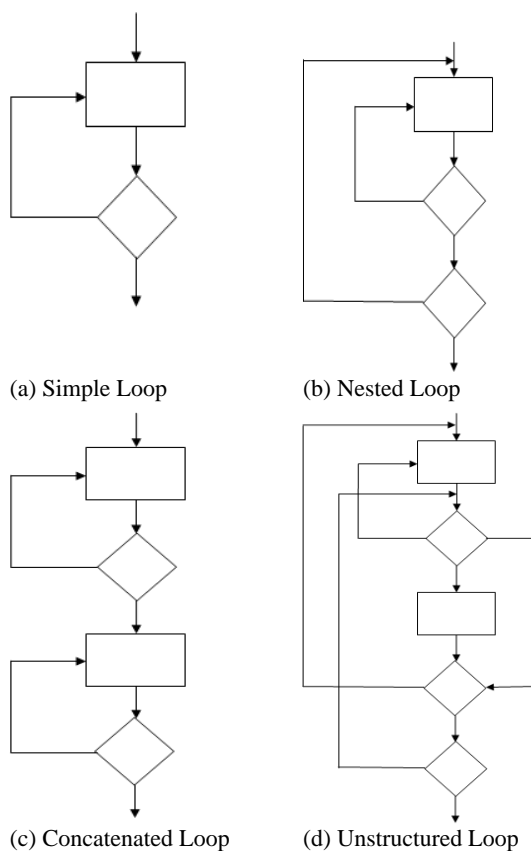 (a) Simple Loop
(b) Nested Loop
(c) Concatenated Loop
(d) Unstructured Loop